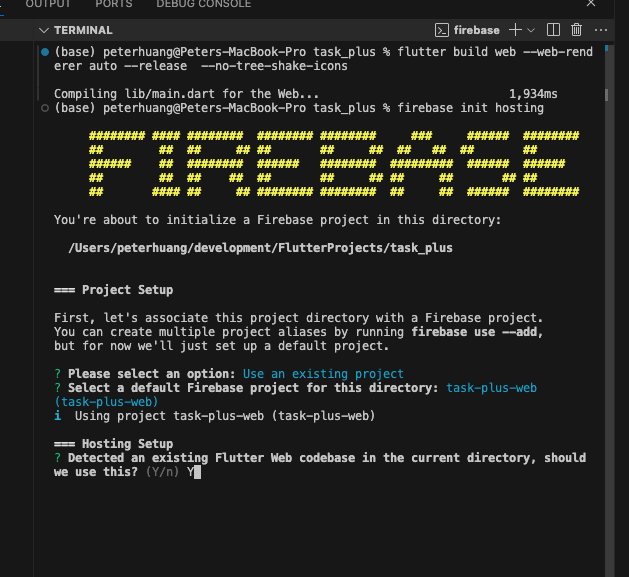 OUTPUT PORTS DEBUG CONSOLE
TERMINAL firebase
(base) peterhuang@Peters-MacBook-Pro task_plus % flutter build web --web-rend
erer auto --release  --no-tree-shake-icons
Compiling lib/main.dart for the Web... 1,934ms
(base) peterhuang@Peters-MacBook-Pro task_plus % firebase init hosting
FIREBASE
You're about to initialize a Firebase project in this directory:
/Users/peterhuang/development/FlutterProjects/task_plus
=== Project Setup
First, let's associate this project directory with a Firebase project.
You can create multiple project aliases by running firebase use --add,
but for now we'll just set up a default project.
? Please select an option: Use an existing project
? Select a default Firebase project for this directory: task-plus-web
(task-plus-web)
i  Using project task-plus-web (task-plus-web)
=== Hosting Setup
? Detected an existing Flutter Web codebase in the current directory, should
we use this? (Y/n) Y